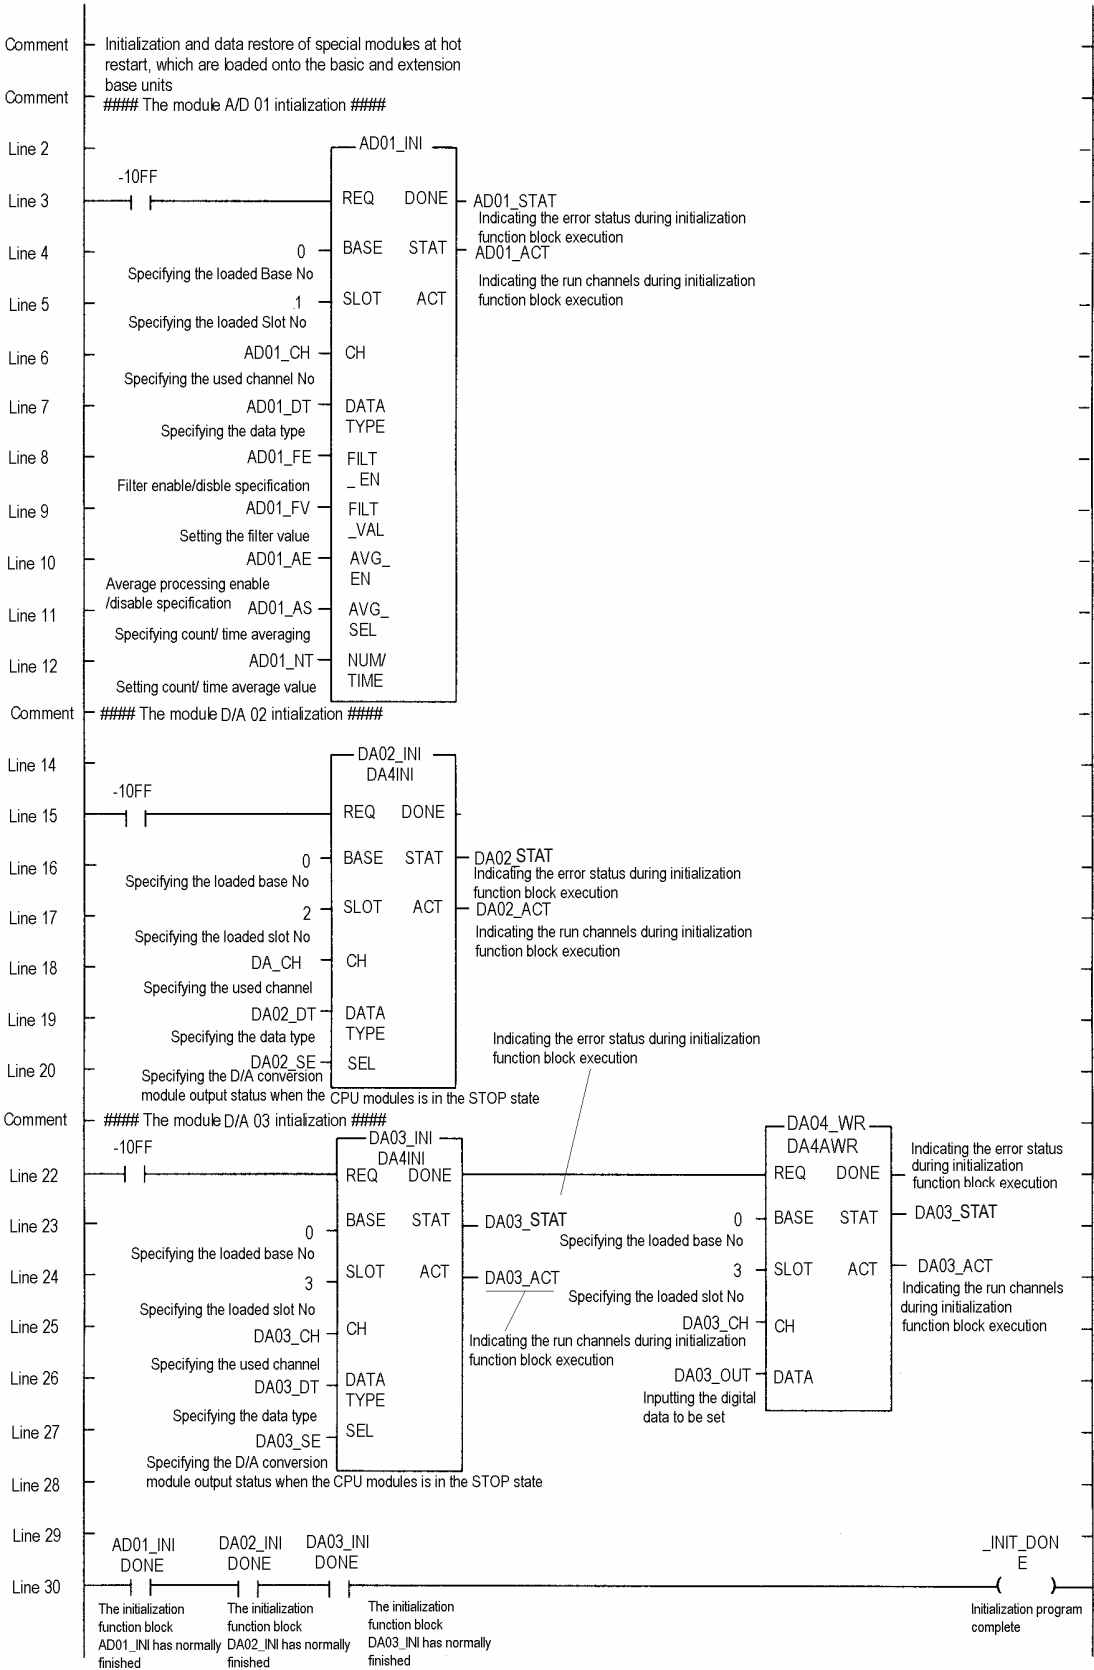 Comment
Initialization and data restore of special modules at hot
restart, which are loaded onto the basic and extension
base units
Comment
#### The module A/D 01 intialization ####
Line 2
AD01_INI
-10FF
Line 3
REQ DONE
AD01_STAT
Indicating the error status during initialization
function block execution
Line 4
0
BASE STAT
AD01_ACT
Specifying the loaded Base No
Indicating the run channels during initialization
function block execution
Line 5
1
SLOT ACT
Specifying the loaded Slot No
Line 6
AD01_CH
CH
Specifying the used channel No
Line 7
AD01_DT
DATA
TYPE
Specifying the data type
Line 8
AD01_FE
FILT
_ EN
Filter enable/disble specification
Line 9
AD01_FV
FILT
_VAL
Setting the filter value
Line 10
AD01_AE
AVG_
EN
Average processing enable
/disable specification
Line 11
AD01_AS
AVG_
SEL
Specifying count/ time averaging
Line 12
AD01_NT
NUM/
TIME
Setting count/ time average value
Comment
#### The module D/A 02 intialization ####
Line 14
DA02_INI
DA4INI
-10FF
Line 15
REQ DONE
Line 16
0
BASE STAT
DA02_STAT
Specifying the loaded base No
Indicating the error status during initialization
function block execution
Line 17
2
SLOT ACT
DA02_ACT
Specifying the loaded slot No
Indicating the run channels during initialization
function block execution
Line 18
DA_CH
CH
Specifying the used channel
Line 19
DA02_DT
DATA
TYPE
Specifying the data type
Indicating the error status during initialization
function block execution
Line 20
DA02_SE
SEL
Specifying the D/A conversion
module output status when the CPU modules is in the STOP state
Comment
#### The module D/A 03 intialization ####
-10FF
DA03_INI
DA4INI
DA04_WR
DA4AWR
Line 22
REQ DONE
REQ DONE
Indicating the error status
during initialization
function block execution
Line 23
0
BASE STAT
DA03_STAT
0
BASE STAT
DA03_STAT
Specifying the loaded base No
Specifying the loaded base No
Line 24
3
SLOT ACT
DA03_ACT
3
SLOT ACT
DA03_ACT
Specifying the loaded slot No
Specifying the loaded slot No
Indicating the run channels
during initialization
function block execution
Line 25
DA03_CH
CH
DA03_CH
CH
Specifying the used channel
Indicating the run channels during initialization
function block execution
Line 26
DA03_DT
DATA
TYPE
DA03_OUT
DATA
Specifying the data type
Inputting the digital
data to be set
Line 27
DA03_SE
SEL
Specifying the D/A conversion
module output status when the CPU modules is in the STOP state
Line 28
Line 29
AD01_INI
DONE
DA02_INI
DONE
DA03_INI
DONE
_INIT_DON
E
Line 30
The initialization
function block
AD01_INI has normally
finished
The initialization
function block
DA02_INI has normally
finished
The initialization
function block
DA03_INI has normally
finished
Initialization program
complete